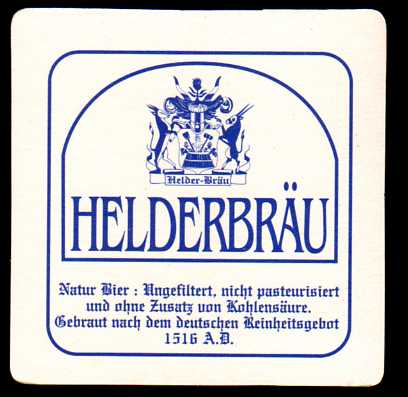 Helder-Bräu
HELDERBRÄU
Natur Bier : Ungefiltert, nicht pasteurisiert
und ohne Zusatz von Kohlensäure.
Gebraut nach dem deutschen Reinheitsgebot
1516 A.D.